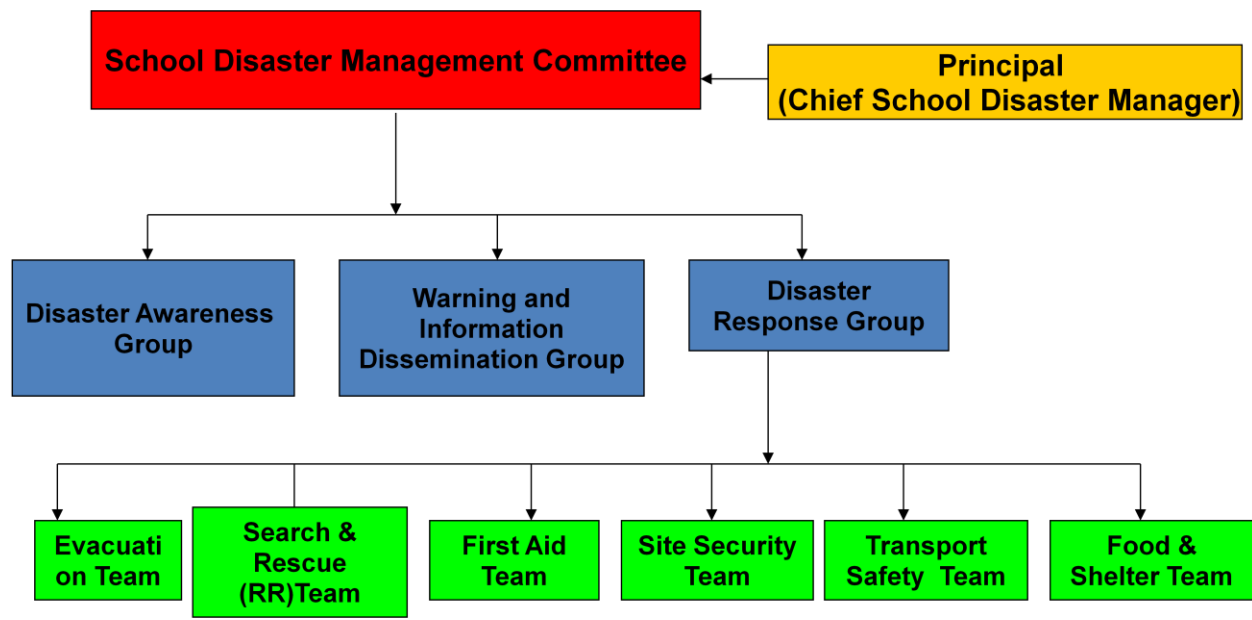 School Disaster Management Committee
Principal
(Chief School Disaster Manager)
Disaster Awareness
Group
Warning and
Information
Dissemination Group
Disaster
Response Group
Evacuati
on Team
Search &
Rescue
(RR)Team
First Aid
Team
Site Security
Team
Transport
Safety  Team
Food &
Shelter Team